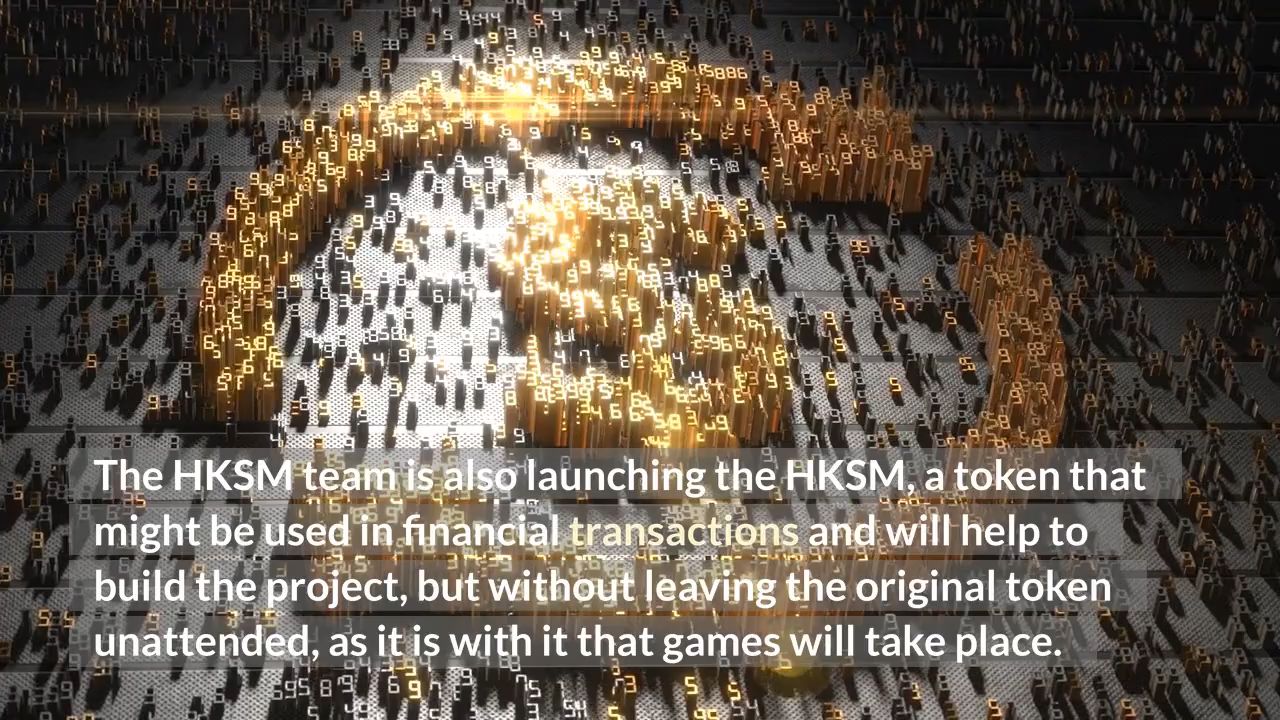 The HKSM team is also launching the HKSM, a token that
might be used in financial transactions and will help to
build the project, but without leaving the original token
unattended, as it is with it that games will take place.